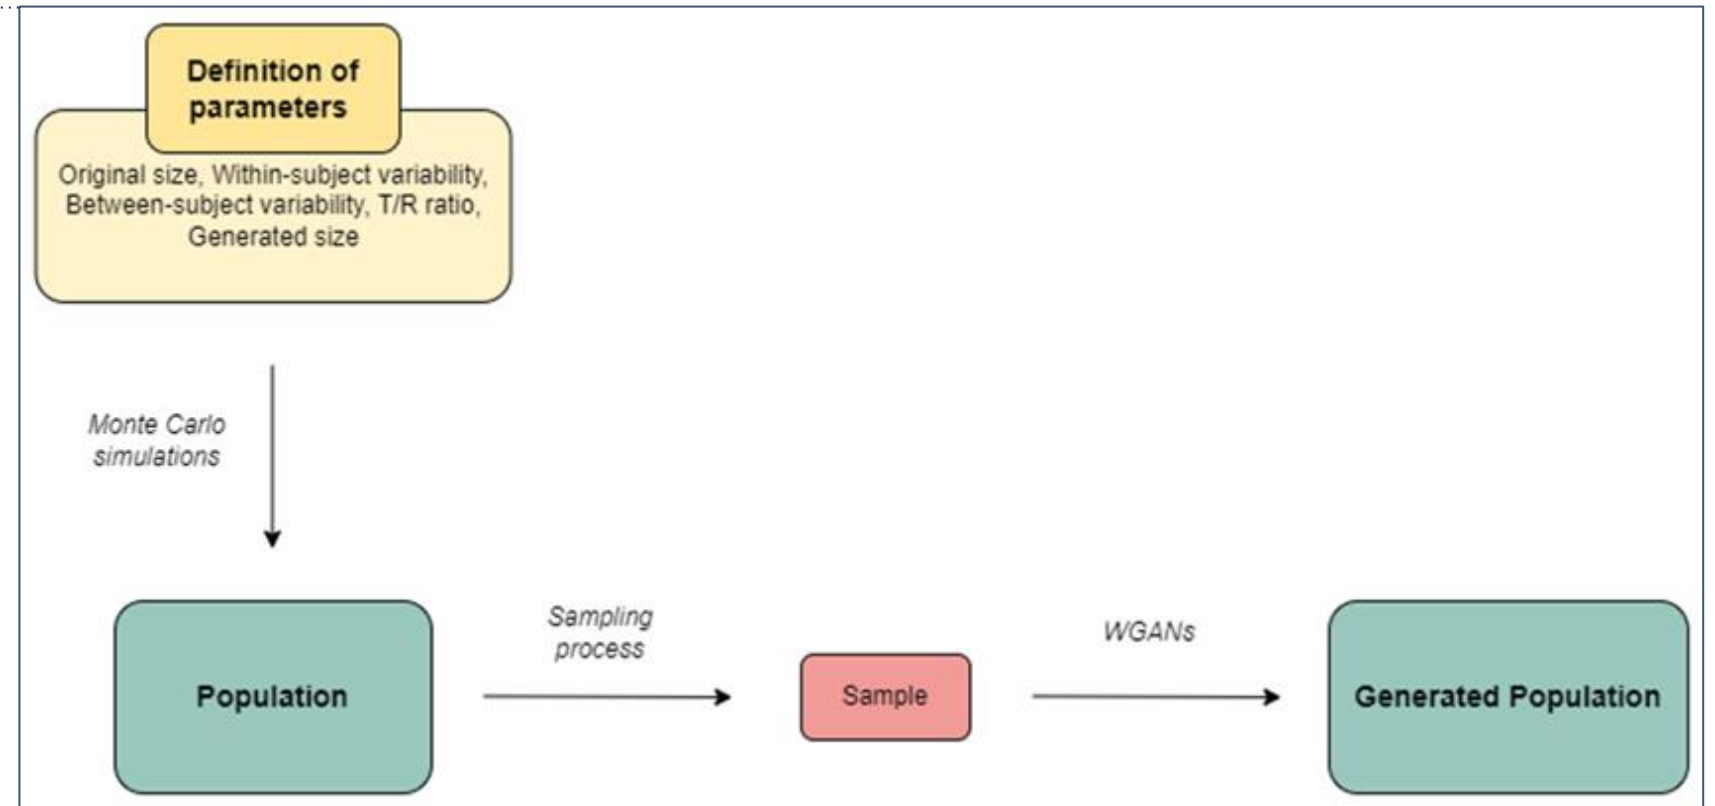 Definition of
parameters
Original size, Within-subject variability,
Between-subject variability, T/R ratio,
Generated size
Monte Carlo
simulations
Population
Sampling
process
Sample
WGANs
Generated Population